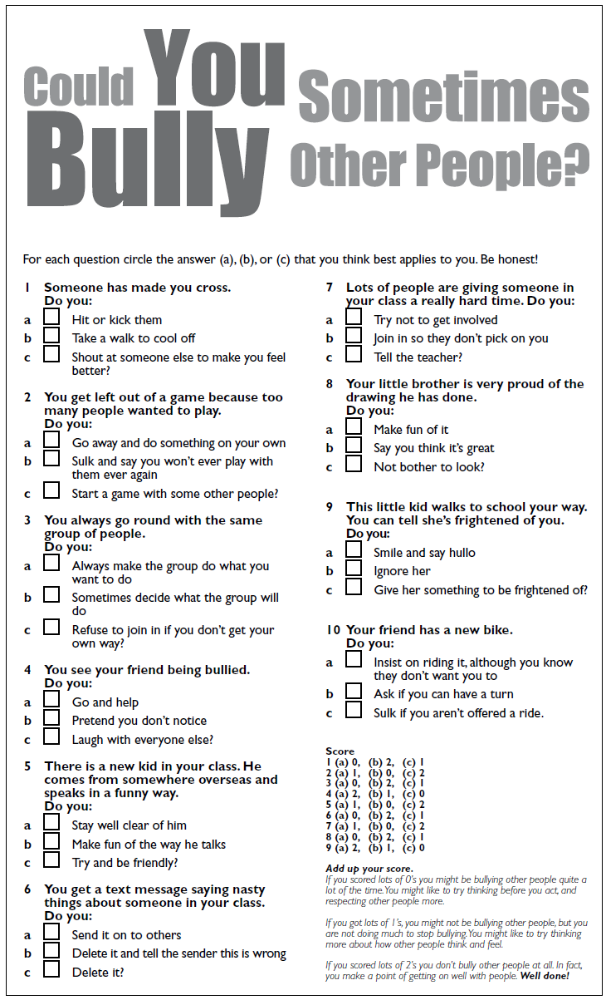 Could You Sometimes
Bully Other People?
For each question circle the answer (a), (b), or (c) that you think best applies to you. Be honest!
1 Someone has made you cross.
Do you:
a Hit or kick them
b Take a walk to cool off
c Shout at someone else to make you feel
better?
2 You get left out of a game because too
many people wanted to play.
Do you:
a Go away and do something on your own
b Sulk and say you won't ever play with
them ever again
c Start a game with some other people?
3 You always go round with the same
group of people.
Do you:
a Always make the group do what you
want to do
b Sometimes decide what the group will
do
c Refuse to join in if you don't get your
own way?
4 You see your friend being bullied.
Do you:
a Go and help
b Pretend you don't notice
c Laugh with everyone else?
5 There is a new kid in your class. He
comes from somewhere overseas and
speaks in a funny way.
Do you:
a Stay well clear of him
b Make fun of the way he talks
c Try and be friendly?
6 You get a text message saying nasty
things about someone in your class.
Do you:
a Send it on to others
b Delete it and tell the sender this is wrong
c Delete it?
7 Lots of people are giving someone in
your class a really hard time. Do you:
a Try not to get involved
b Join in so they don't pick on you
c Tell the teacher?
8 Your little brother is very proud of the
drawing he has done.
Do you:
a Make fun of it
b Say you think it's great
c Not bother to look?
9 This little kid walks to school your way.
You can tell she's frightened of you.
Do you:
a Smile and say hullo
b Ignore her
c Give her something to be frightened of?
10 Your friend has a new bike.
Do you:
a Insist on riding it, although you know
they don't want you to
b Ask if you can have a turn
c Sulk if you aren't offered a ride.
Score
1 (a) 0, (b) 2, (c) 1
2 (a) 1, (b) 0, (c) 2
3 (a) 0, (b) 2, (c) 1
4 (a) 2, (b) 1, (c) 0
5 (a) 1, (b) 0, (c) 2
6 (a) 0, (b) 2, (c) 1
7 (a) 1, (b) 0, (c) 2
8 (a) 0, (b) 2, (c) 1
9 (a) 2, (b) 1, (c) 0
Add up your score.
If you scored lots of 0's you might be bullying other people quite a
lot of the time. You might like to try thinking before you act, and
respecting other people more.
If you got lots of 1's, you might not be bullying other people, but you
are not doing much to stop bullying. You might like to try thinking
more about how other people think and feel.
If you scored lots of 2's you don't bully other people at all. In fact,
you make a point of getting on well with people. Well done!